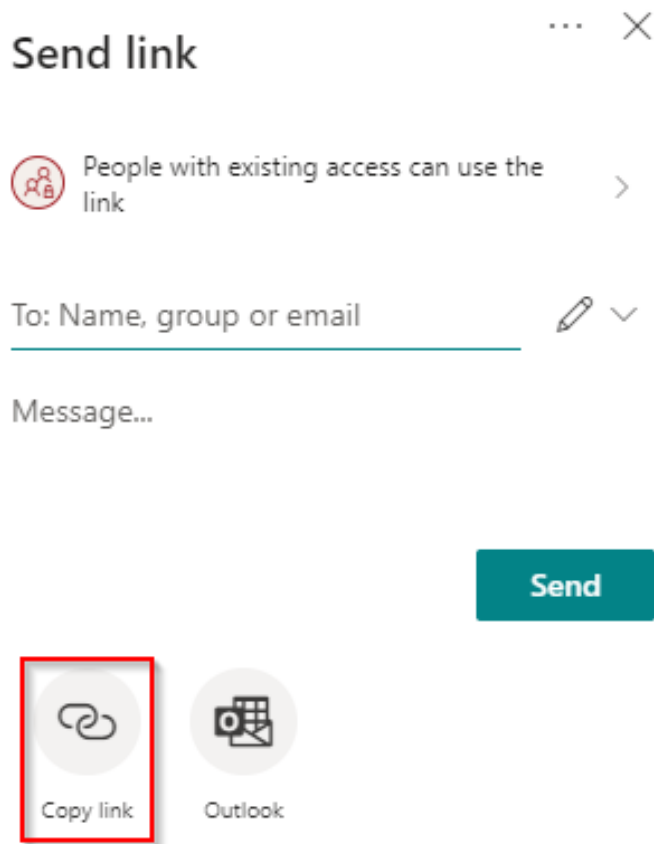 Send link
People with existing access can use the
link
To: Name, group or email
Message...
Send
Copy link
Outlook